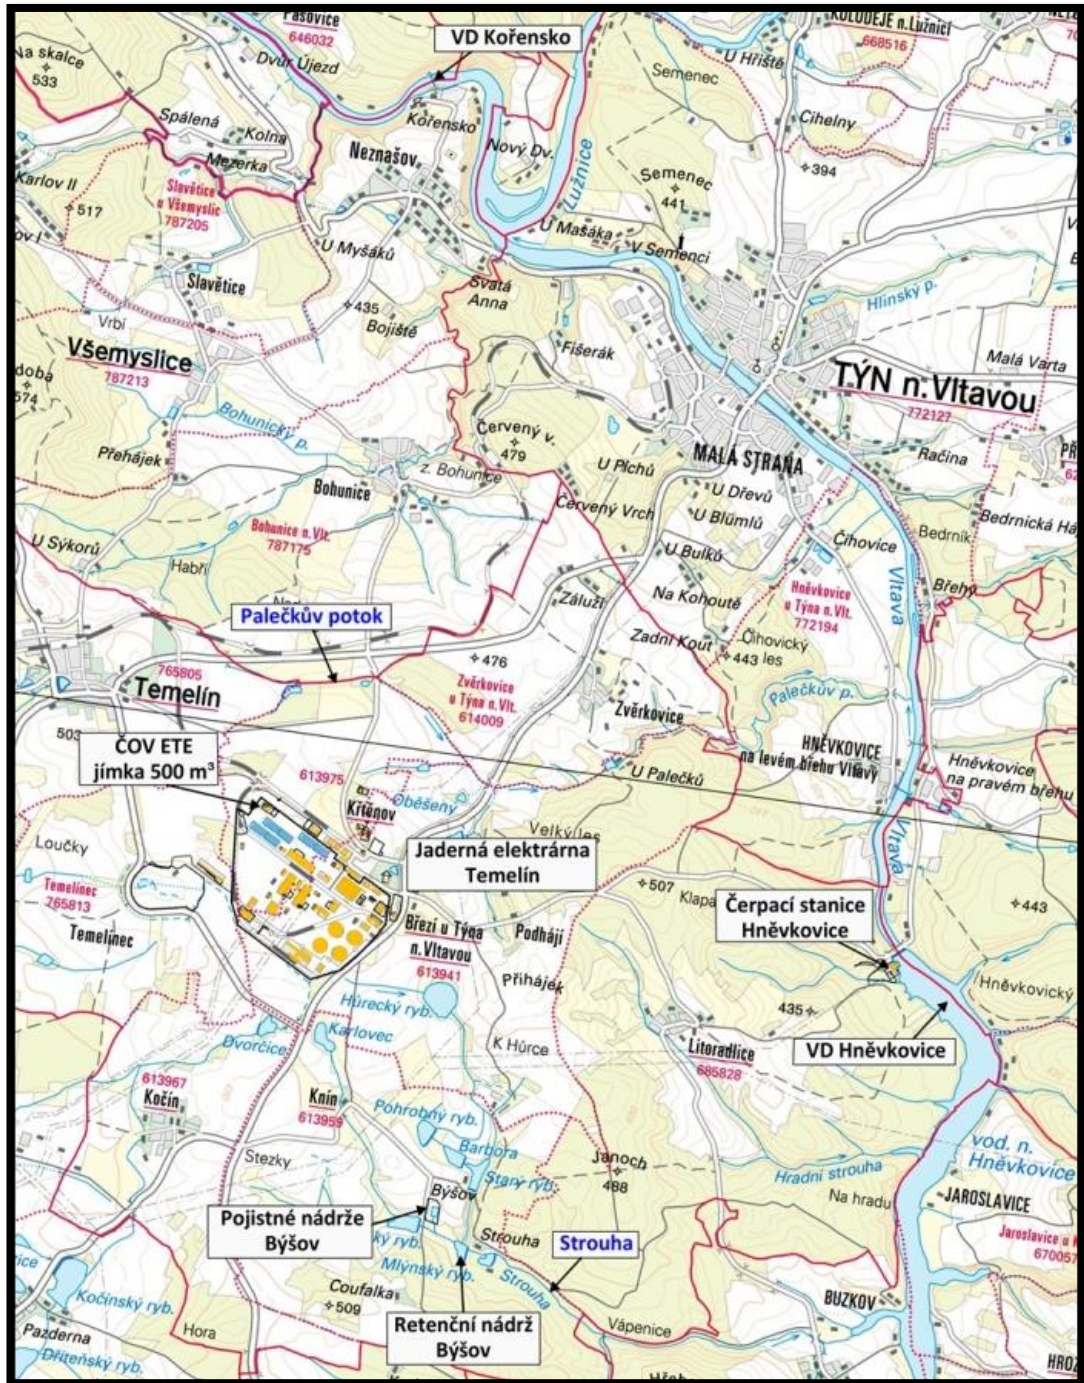 Pašovice
646032
VD Kořensko
KOLODĚJE n.Lužnicí
668516
Na skalce
533
Dvůr Újezd
U Hřiště
Semenec
Spálená
Kolna
Kořensko
Cihelny
Mezerka
Neznašov
Nový Dv.
Lužnice
394
Karlov II
Slavětice
u Všemyslic
787205
Semenec
441
517
U Myšáků
U Mašáka
V Semenci
Slavětice
Svatá
Anna
Hlinský p.
435
Bojiště
Vrbí
Všemyslice
787213
Fišerák
Malá Varta
TÝN n.Vltavou
772127
574
Bohunický p.
Červený v.
479
Přehájek
z. Bohunice
U Píchů
MALÁ STRANA
Račina
Bohunice
U Dřevů
Červený Vrch
U Blümlů
Bedrnická Háj
U Sýkorů
Bohunice n.Vlt.
787175
Čihovice
Bedrník
U Bulků
Habří
Vltava
Břehy
Záluží
Na Kohoutě
Hněvkovice
u Týna n.Vlt.
772194
Palečkův potok
Zadní Kout
Čihovický
les
443
476
765805
Temelín
Zvěrkovice
u Týna n.Vlt.
614009
Palečkův p.
Zvěrkovice
503
ČOV ETE
jímka 500 m³
HNĚVKOVICE
na levém břehu Vltavy
Hněvkovice
na pravém břehu
613975
U Palečků
Oběšený
Křtěnov
Velký les
Vltava
Loučky
Jaderná elektrárna
Temelín
507
Klapa
Temelínec
765813
Čerpací stanice
Hněvkovice
443
Temelínec
Březí u Týna
n.Vltavou
613941
Podhájí
Přihájek
Hněvkovický
Hůrecký ryb.
435
Karlovec
Dvorčice
K Hůrce
Litoradlice
685828
VD Hněvkovice
613967
Kočín
Knín
613959
Pohrobný ryb.
Stezky
Barbora
Janoch
488
vod. n.
Hněvkovice
Starý ryb.
Hradní strouha
Býšov
Na hradu
JAROSLAVICE
Pojistné nádrže
Býšov
Strouha
Strouha
ký ryb.
Mlýnský ryb.
Jaroslavice u
670057
Strouha
Coufalka
509
Kočínský ryb.
BUZKOV
Retenční nádrž
Býšov
Vápenice
Hora
Pazderna
Dříteňský ryb.
HROZ